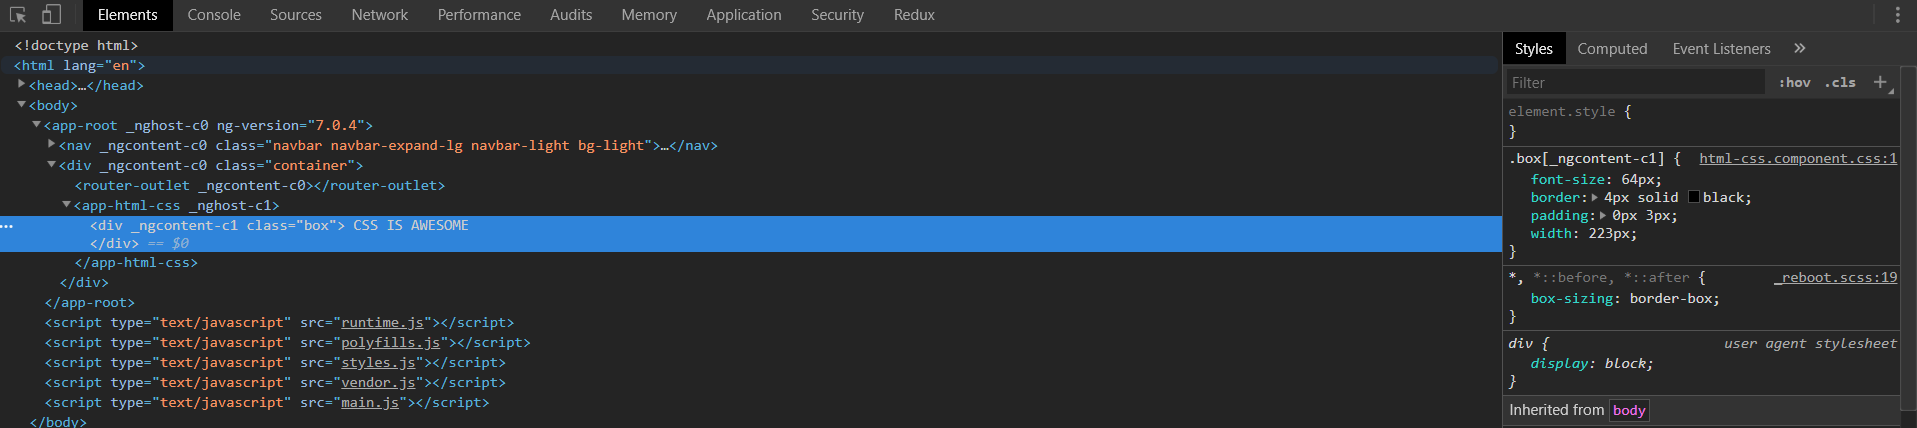 Elements Console Sources Network Performance Audits Memory Application Security Redux
<!doctype html>
<html lang="en">
<head>…</head>
<body>
<app-root _nghost-c0 ng-version="7.0.4">
<nav _ngcontent-c0 class="navbar navbar-expand-lg navbar-light bg-light">…</nav>
<div _ngcontent-c0 class="container">
<router-outlet _ngcontent-c0></router-outlet>
<app-html-css _nghost-c1>
<div _ngcontent-c1 class="box"> CSS IS AWESOME
</div> == $0
</app-html-css>
</div>
</app-root>
<script type="text/javascript" src="runtime.js"></script>
<script type="text/javascript" src="polyfills.js"></script>
<script type="text/javascript" src="styles.js"></script>
<script type="text/javascript" src="vendor.js"></script>
<script type="text/javascript" src="main.js"></script>
</body>
Styles Computed Event Listeners »
Filter :hov .cls +
element.style {
}
.box[_ngcontent-c1] { html-css.component.css:1
font-size: 64px;
border: 4px solid black;
padding: 0px 3px;
width: 223px;
}
*, *::before, *::after { _reboot.scss:19
box-sizing: border-box;
}
div { user agent stylesheet
display: block;
}
Inherited from body